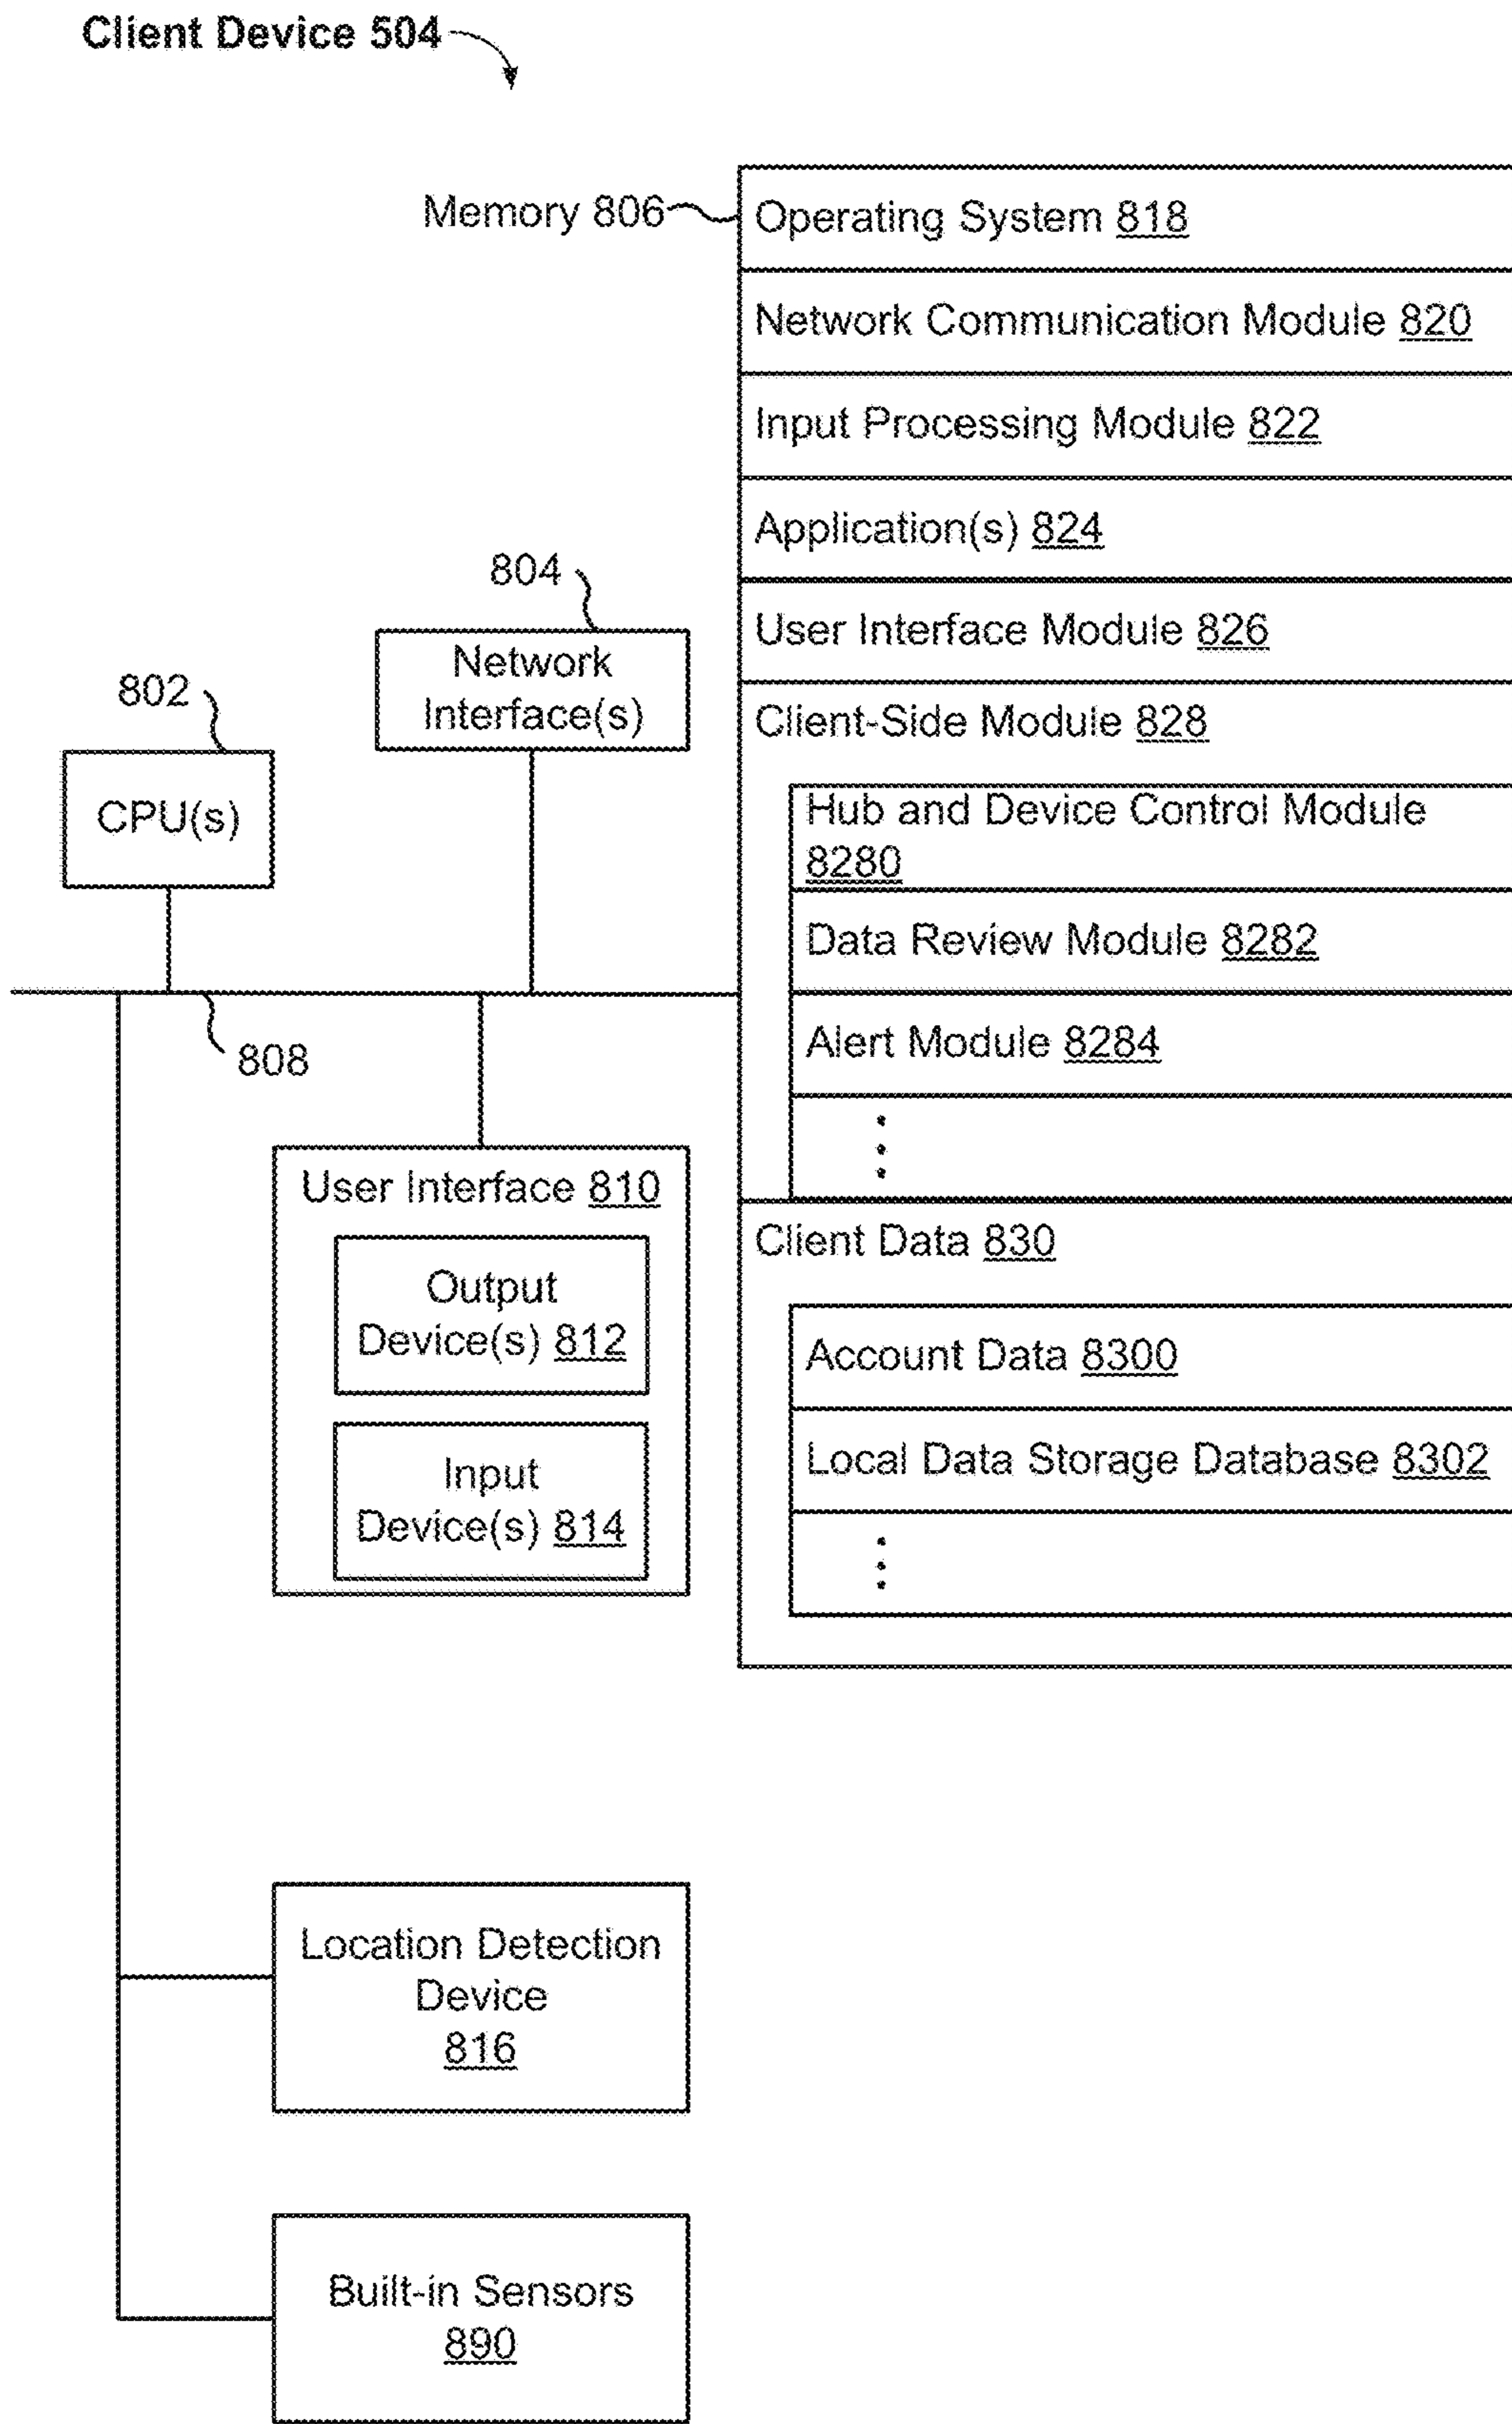 Client Device 504
Memory 806
Operating System 818
Network Communication Module 820
Input Processing Module 822
Application(s) 824
User Interface Module 826
Client-Side Module 828
Hub and Device Control Module
8280
Data Review Module 8282
Alert Module 8284
Client Data 830
Account Data 8300
Local Data Storage Database 8302
804
Network
Interface(s)
802
CPU(s)
808
User Interface 810
Output
Device(s) 812
Input
Device(s) 814
Location Detection
Device
816
Built-in Sensors
890